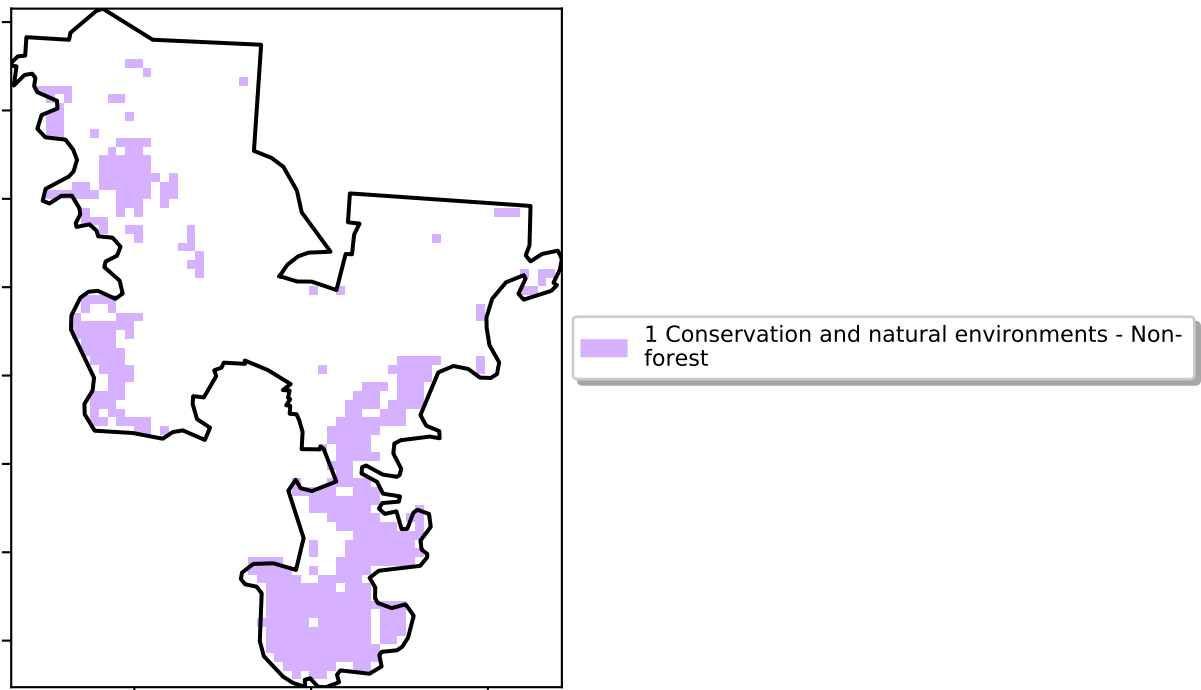 1 Conservation and natural environments - Non-
forest